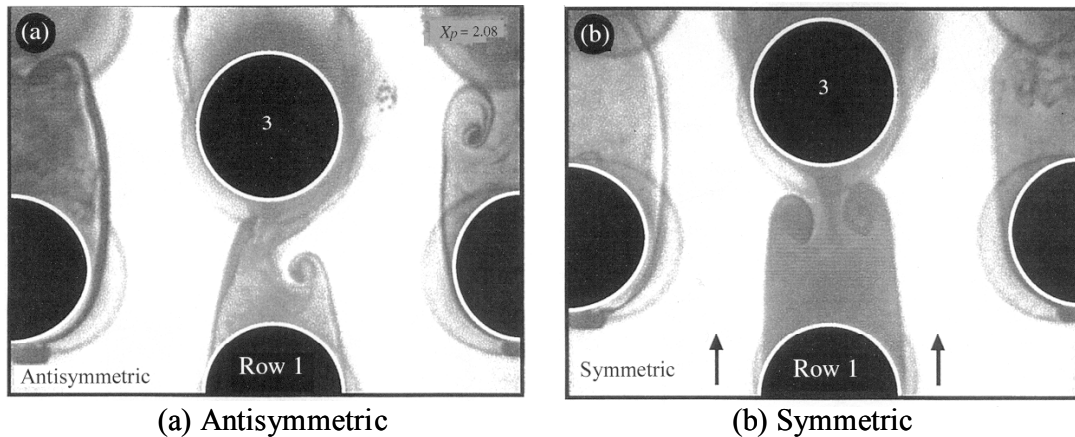 (a)
Xp = 2.08
3
Row 1
Antisymmetric
(b)
3
Row 1
Symmetric
(a) Antisymmetric
(b) Symmetric